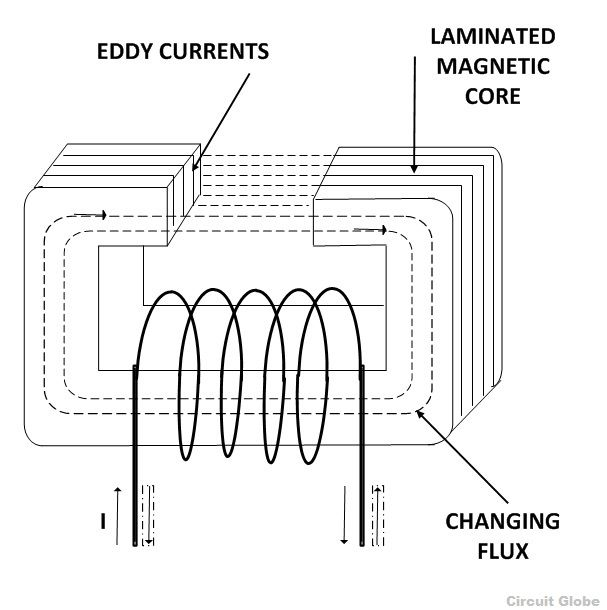 EDDY CURRENTS
LAMINATED
MAGNETIC
CORE
I
CHANGING
FLUX
Circuit Globe